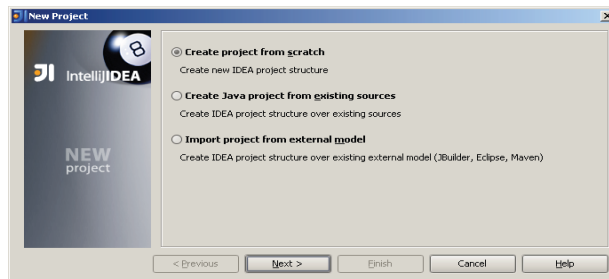 New Project
8
IntelliJIDEA
NEW
project
Create project from scratch
Create new IDEA project structure
Create Java project from existing sources
Create IDEA project structure over existing sources
Import project from external model
Create IDEA project structure over existing external model (JBuilder, Eclipse, Maven)
< Previous
Next >
Finish
Cancel
Help